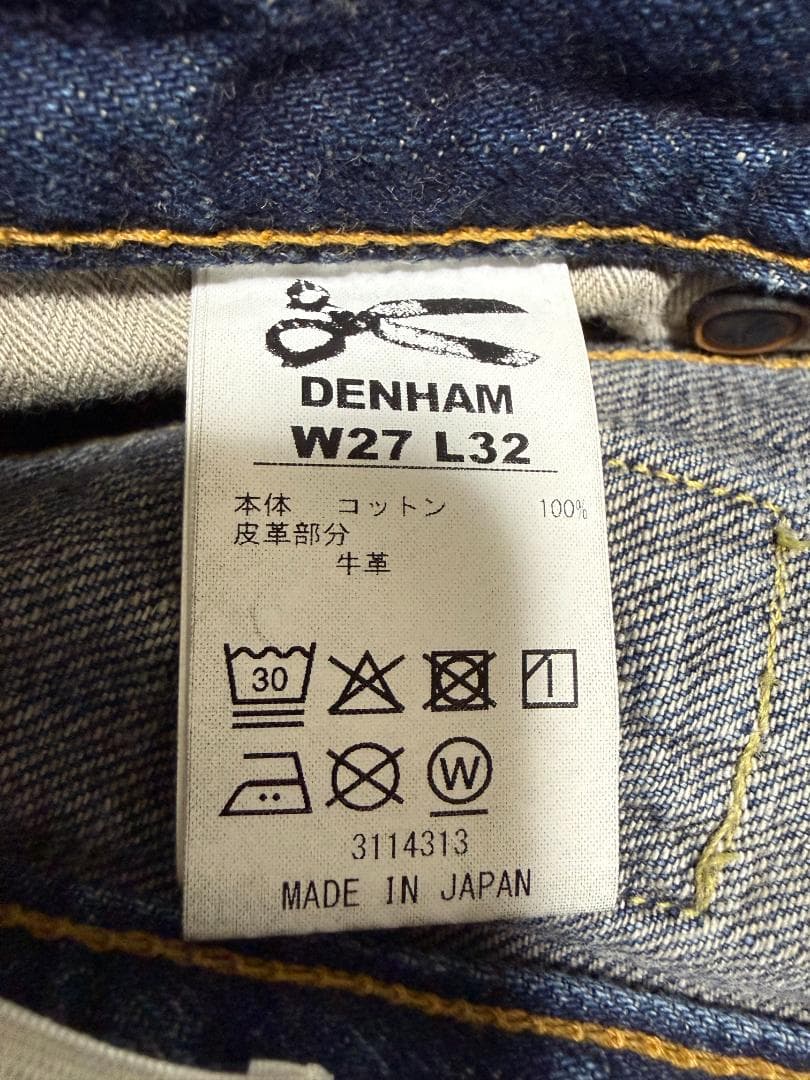 DENHAM
W27 L32
本体 コットン 100%
皮革部分
牛革
30
W
3114313
MADE IN JAPAN